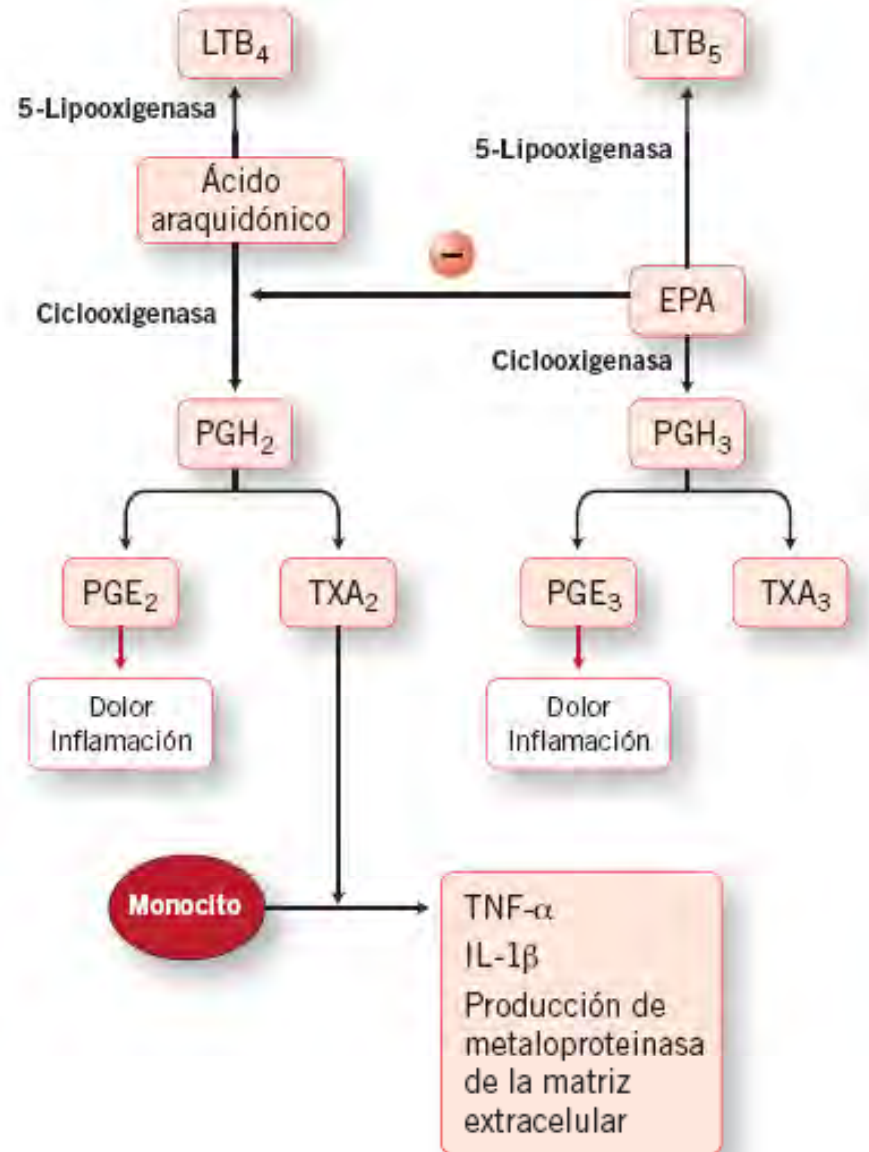 LTB4
LTB5
5-Lipooxigenasa
5-Lipooxigenasa
Ácido
araquidónico
−
EPA
Ciclooxigenasa
Ciclooxigenasa
PGH2
PGH3
PGE2
TXA2
PGE3
TXA3
Dolor
Inflamación
Dolor
Inflamación
Monocito
TNF-α
IL-1β
Producción de
metaloproteinasa
de la matriz
extracelular